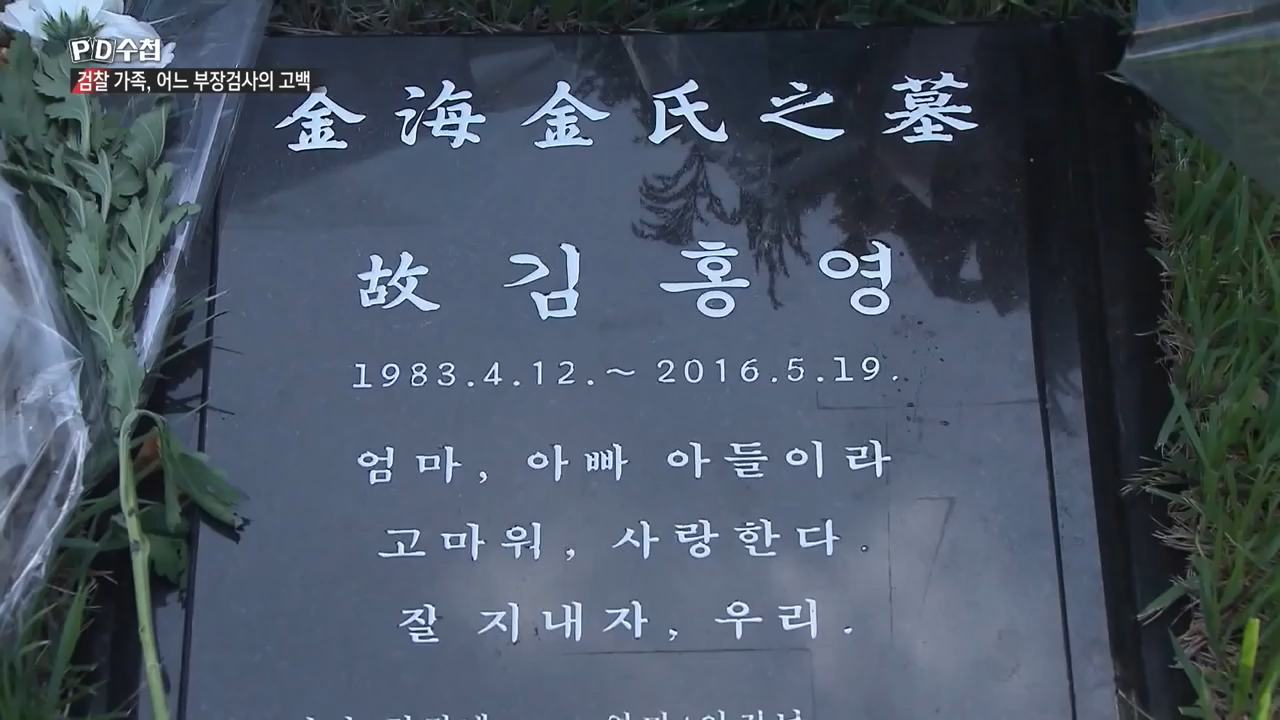 PD수첩
검찰 가족, 어느 부장검사의 고백
金海金氏之墓
故 김 홍 영
1983.4.12.~ 2016.5.19.
엄마, 아빠 아들이라
고마워, 사랑한다.
잘 지내자, 우리.